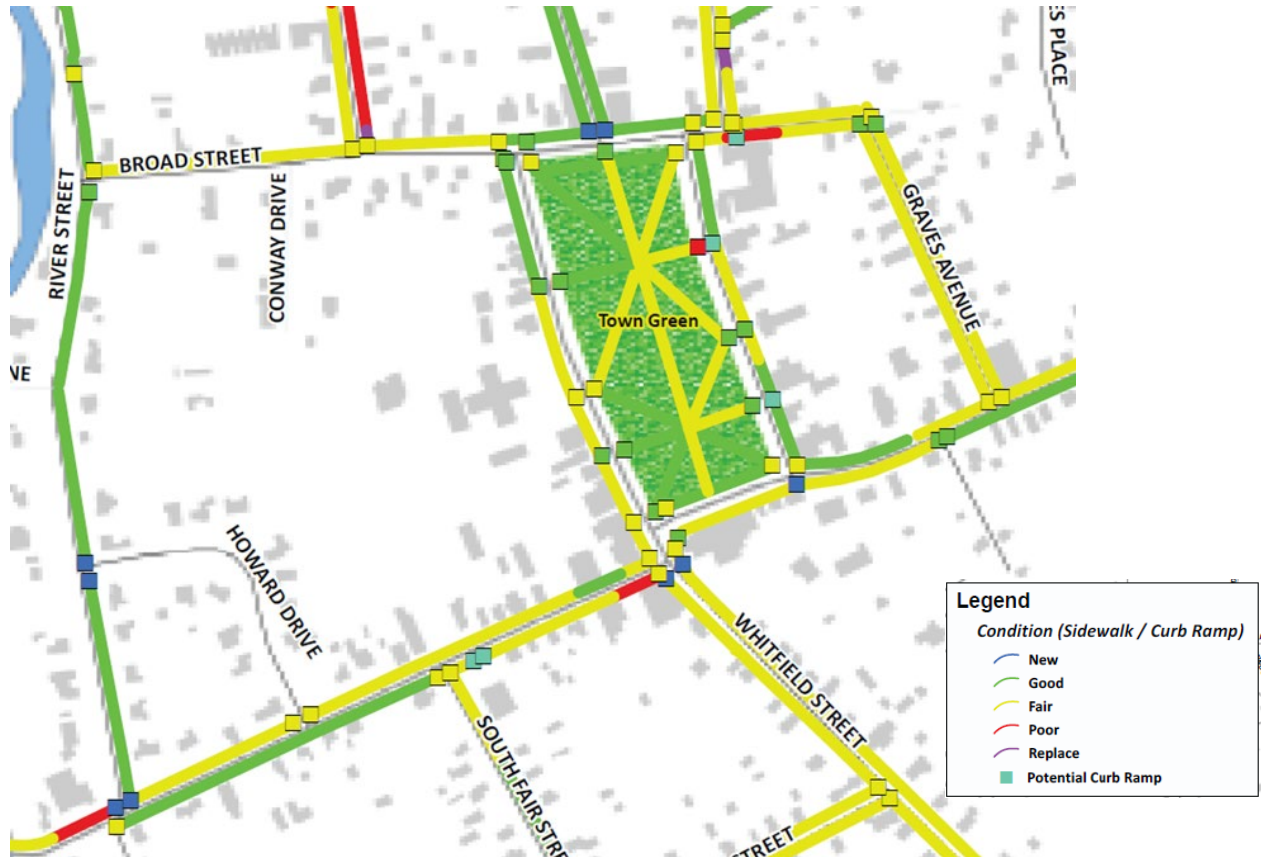 ES PLACE
BROAD STREET
RIVER STREET
CONWAY DRIVE
GRAVES AVENUE
Town Green
NE
HOWARD DRIVE
WHITFIELD STREET
SOUTH FAIR STRE
STREET
Legend
Condition (Sidewalk / Curb Ramp)
New
Good
Fair
Poor
Replace
Potential Curb Ramp